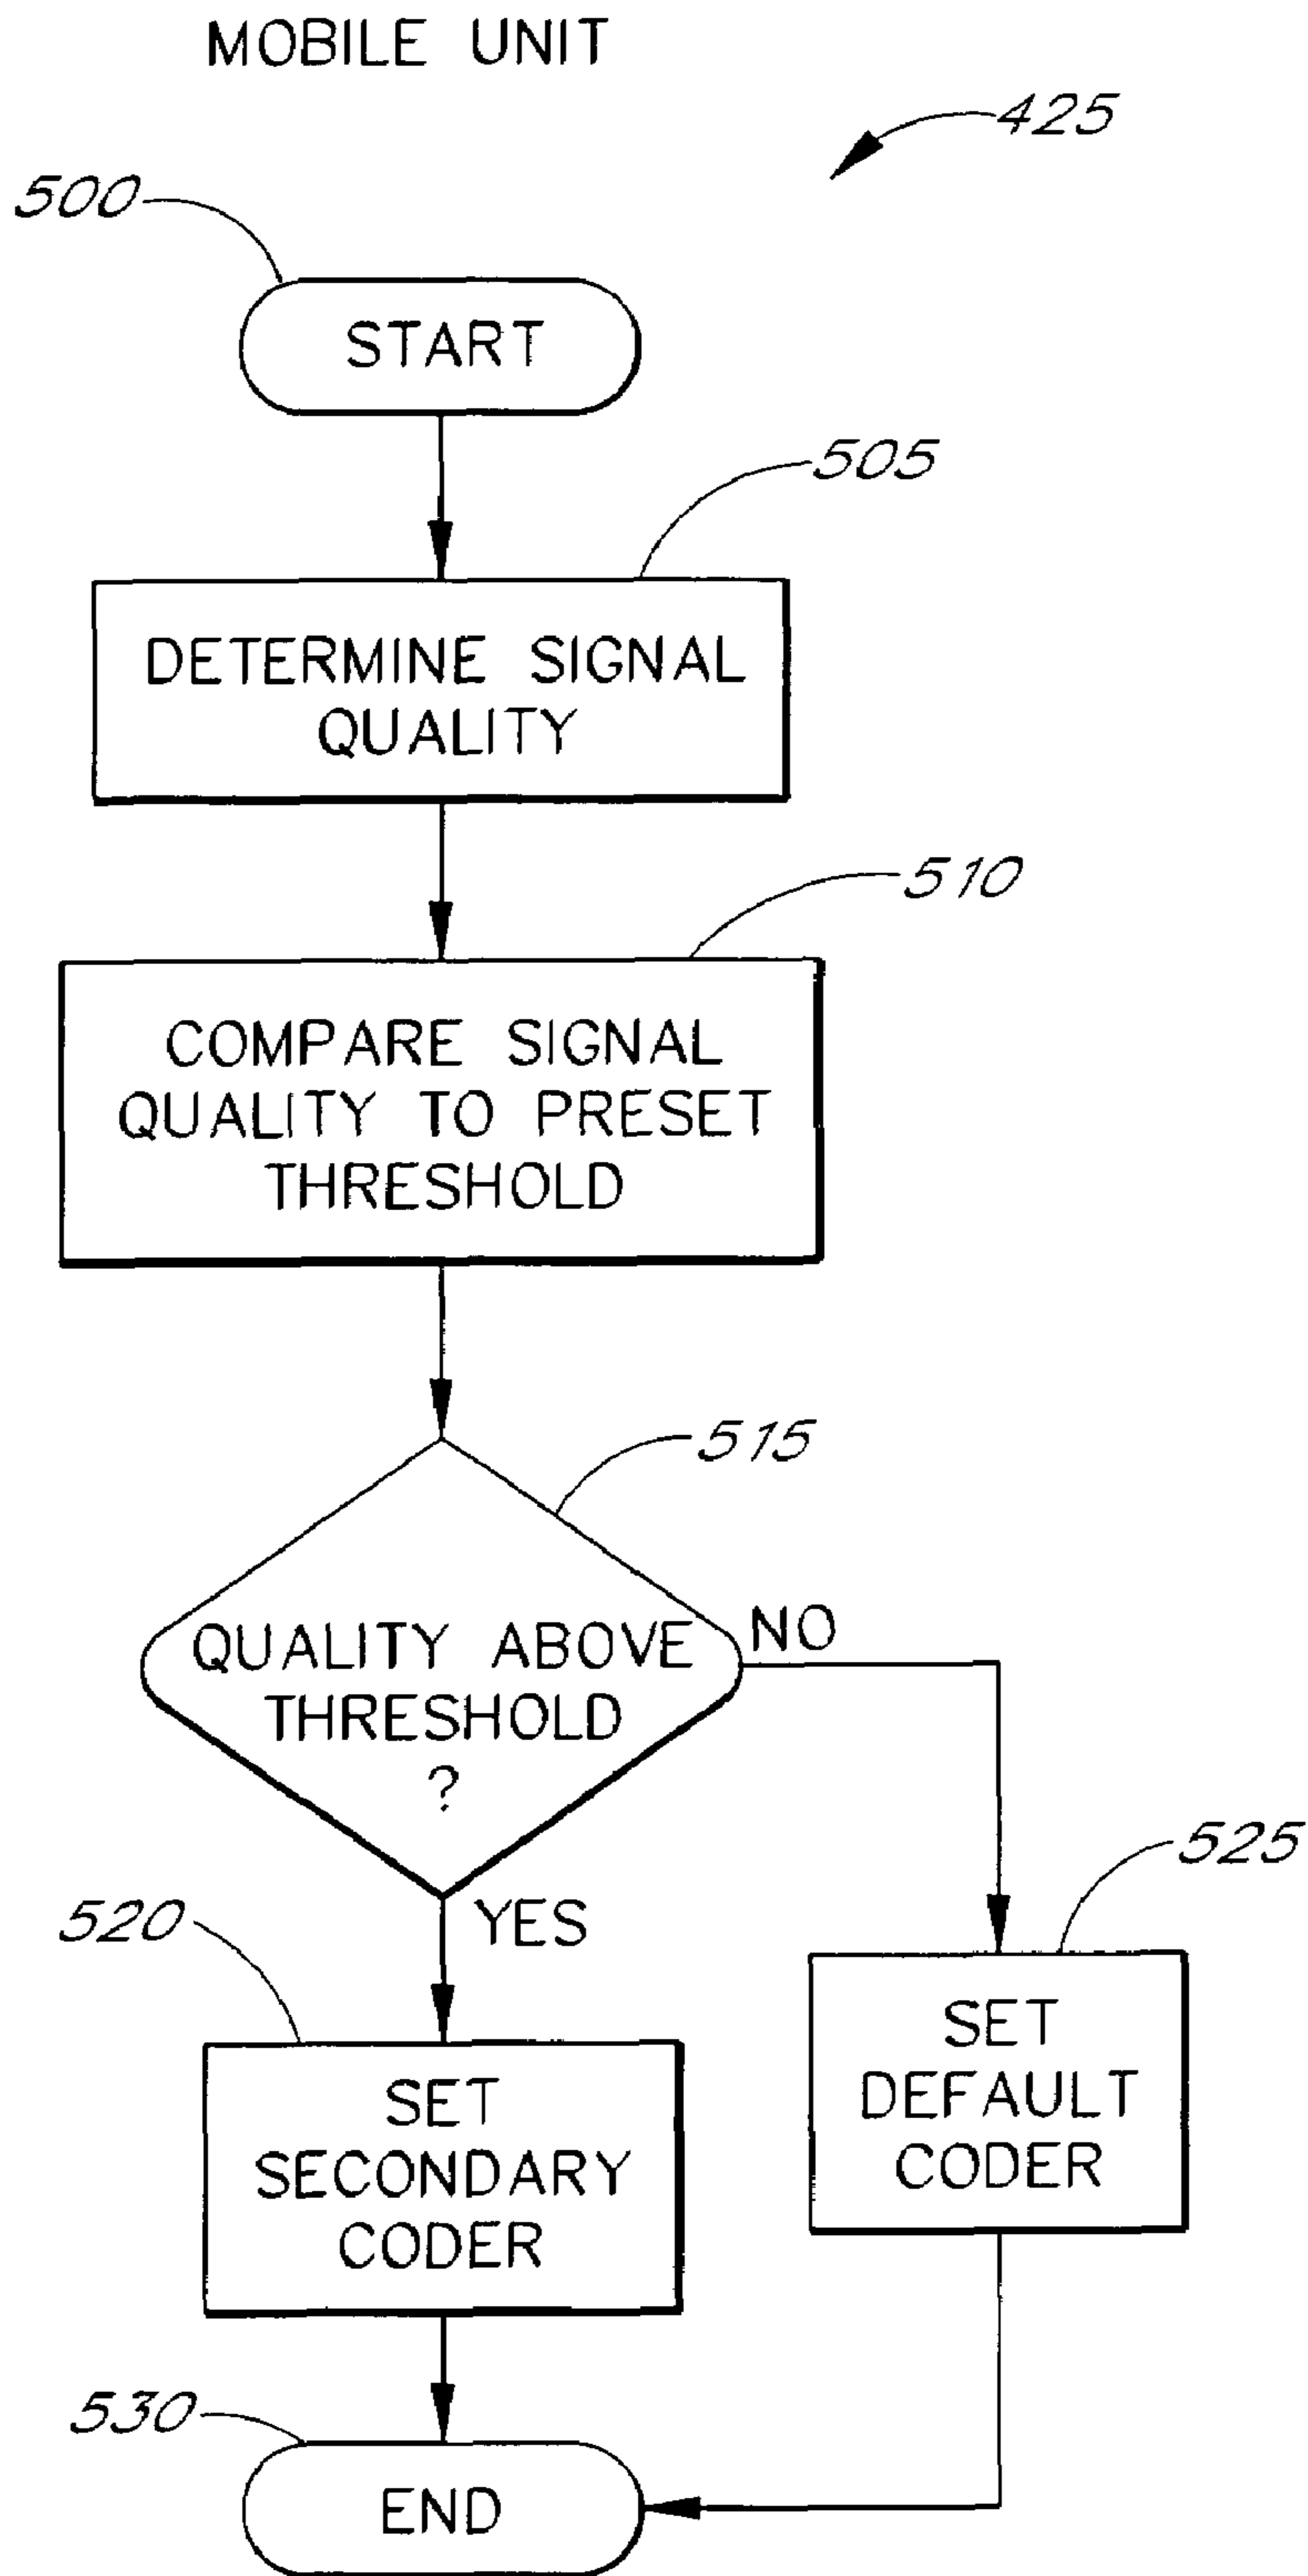 MOBILE UNIT
425
500
START
505
DETERMINE SIGNAL
QUALITY
510
COMPARE SIGNAL
QUALITY TO PRESET
THRESHOLD
515
QUALITY ABOVE
THRESHOLD
?
NO
YES
520
SET
SECONDARY
CODER
525
SET
DEFAULT
CODER
530
END